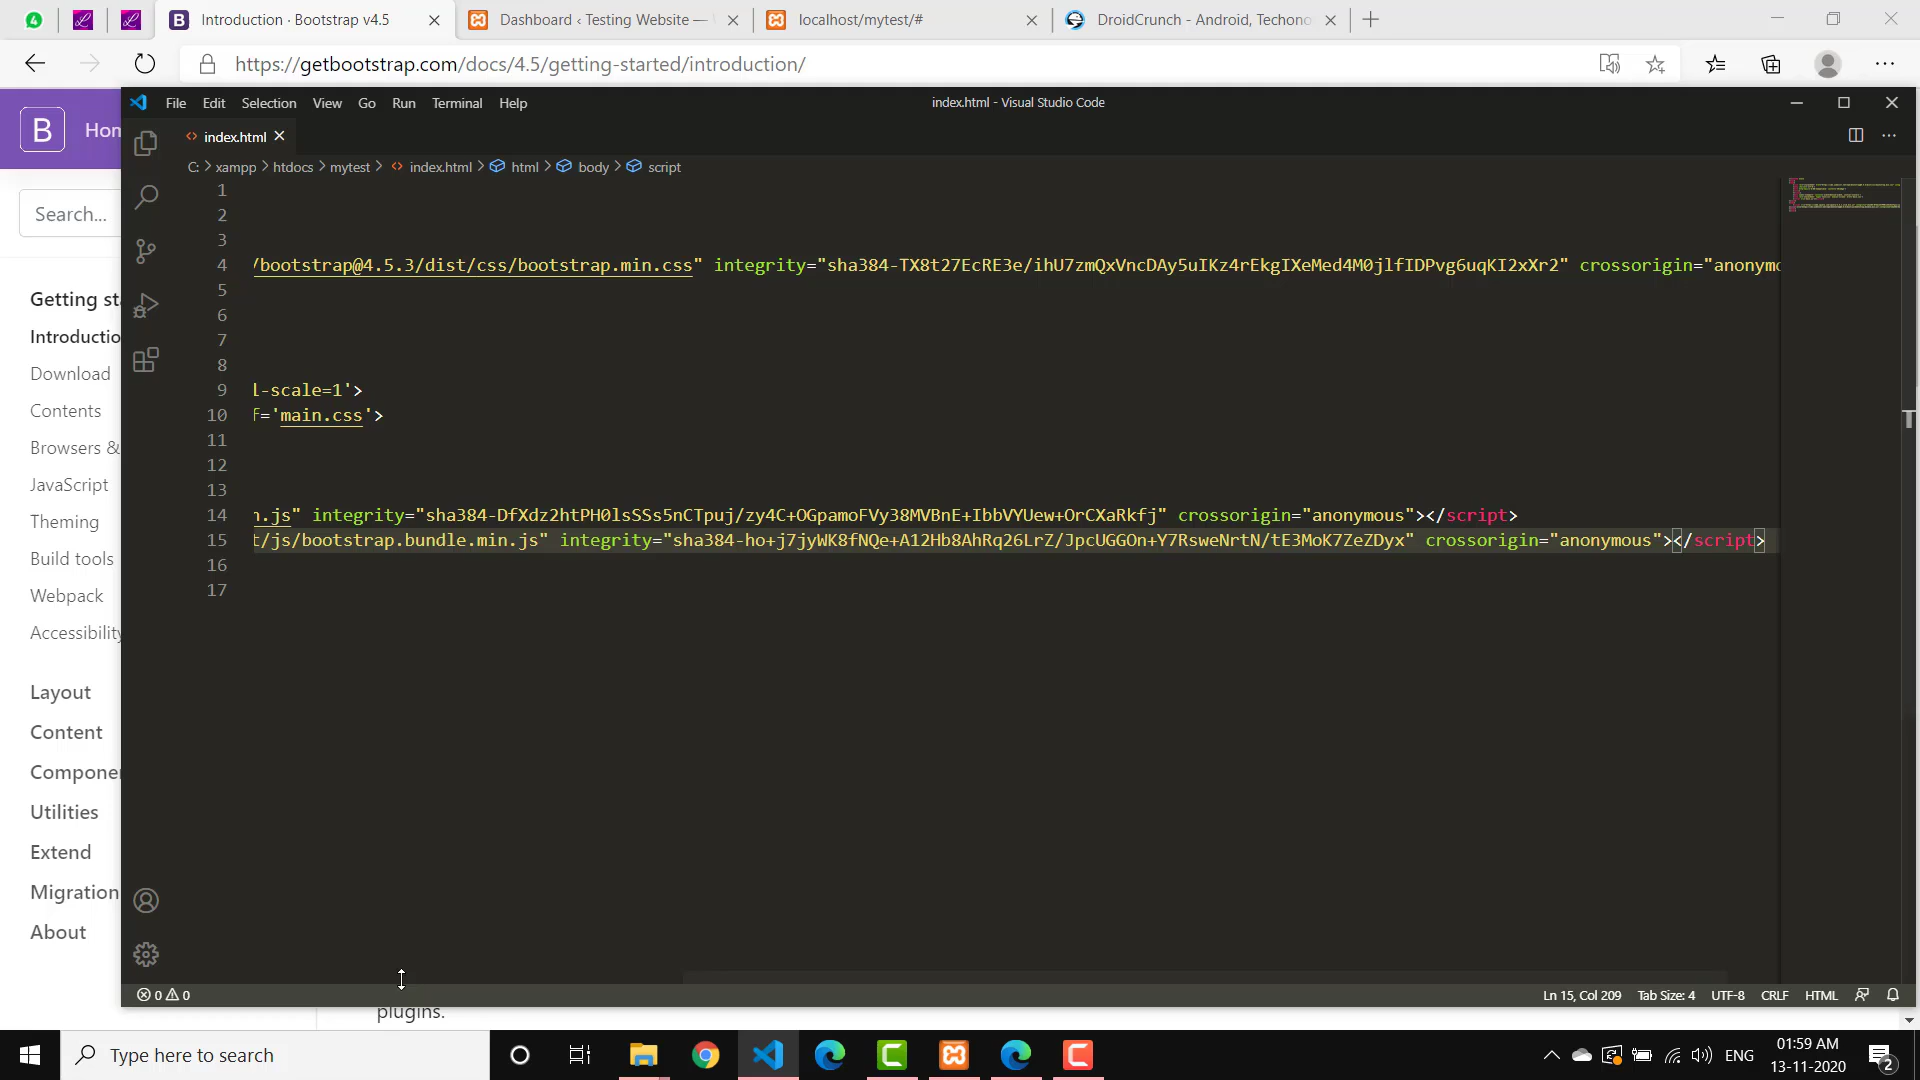 4
Introduction · Bootstrap v4.5
Dashboard ‹ Testing Website —
localhost/mytest/#
DroidCrunch - Android, Techono
https://getbootstrap.com/docs/4.5/getting-started/introduction/
B
Hom
File Edit Selection View Go Run Terminal Help
index.html - Visual Studio Code
index.html
C: > xampp > htdocs > mytest > index.html > html > body > script
Search...
1
2
3
4 /bootstrap@4.5.3/dist/css/bootstrap.min.css" integrity="sha384-TX8t27EcRE3e/ihU7zmQxVncDAy5uIKz4rEkgIXeMed4M0jlfIDPvg6uqKI2xXr2" crossorigin="anonymo
5
6
7
8
9 l-scale=1'>
10 f='main.css'>
11
12
13
14 n.js" integrity="sha384-DfXdz2htPH0lsSSs5nCTpuj/zy4C+OGpamoFVy38MVBnE+IbbVYUew+OrCXaRkfj" crossorigin="anonymous"></script>
15 t/js/bootstrap.bundle.min.js" integrity="sha384-ho+j7jyWK8fNQe+A12Hb8AhRq26LrZ/JpcUGGOn+Y7RsweNrtN/tE3MoK7ZeZDyx" crossorigin="anonymous"></script>
16
17
Getting sta
Introductio
Download
Contents
Browsers &
JavaScript
Theming
Build tools
Webpack
Accessibility
Layout
Content
Componen
Utilities
Extend
Migration
About
T
0 0
Ln 15, Col 209 Tab Size: 4 UTF-8 CRLF HTML
plugins.
Type here to search
ENG
01:59 AM
13-11-2020
2